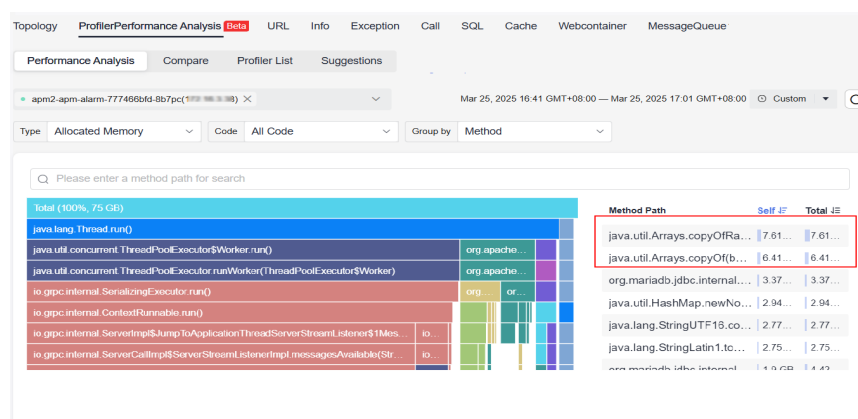 Topology ProfilerPerformance Analysis Beta URL Info Exception Call SQL Cache Webcontainer MessageQueue
Performance Analysis Compare Profiler List Suggestions
apm2-apm-alarm-777466bfd-8b7pc(
Mar 25, 2025 16:41 GMT+08:00 — Mar 25, 2025 17:01 GMT+08:00 Custom
Type Allocated Memory Code All Code Group by Method
Please enter a method path for search
Total (100%, 75 GB)
java.lang.Thread.run()
java.util.concurrent.ThreadPoolExecutor$Worker.run() org.apache...
java.util.concurrent.ThreadPoolExecutor.runWorker(ThreadPoolExecutor$Worker) org.apache...
io.grpc.internal.SerializingExecutor.run() org... or...
io.grpc.internal.ContextRunnable.run()
io.grpc.internal.ServerImpl$JumpToApplicationThreadServerStreamListener$1Mes... io...
io.grpc.internal.ServerCallImpl$ServerStreamListenerImpl.messagesAvailable(Str... io...
Method Path Self Total
java.util.Arrays.copyOfRa... 7.61... 7.61...
java.util.Arrays.copyOf(b... 6.41... 6.41...
org.mariadb.jdbc.internal.... 3.37... 3.37...
java.util.HashMap.newNo... 2.94... 2.94...
java.lang.StringUTF16.co... 2.77... 2.77...
java.lang.StringLatin1.to... 2.75... 2.75...
org.mariadb.jdbc.internal... 1.9 GB 4.42...